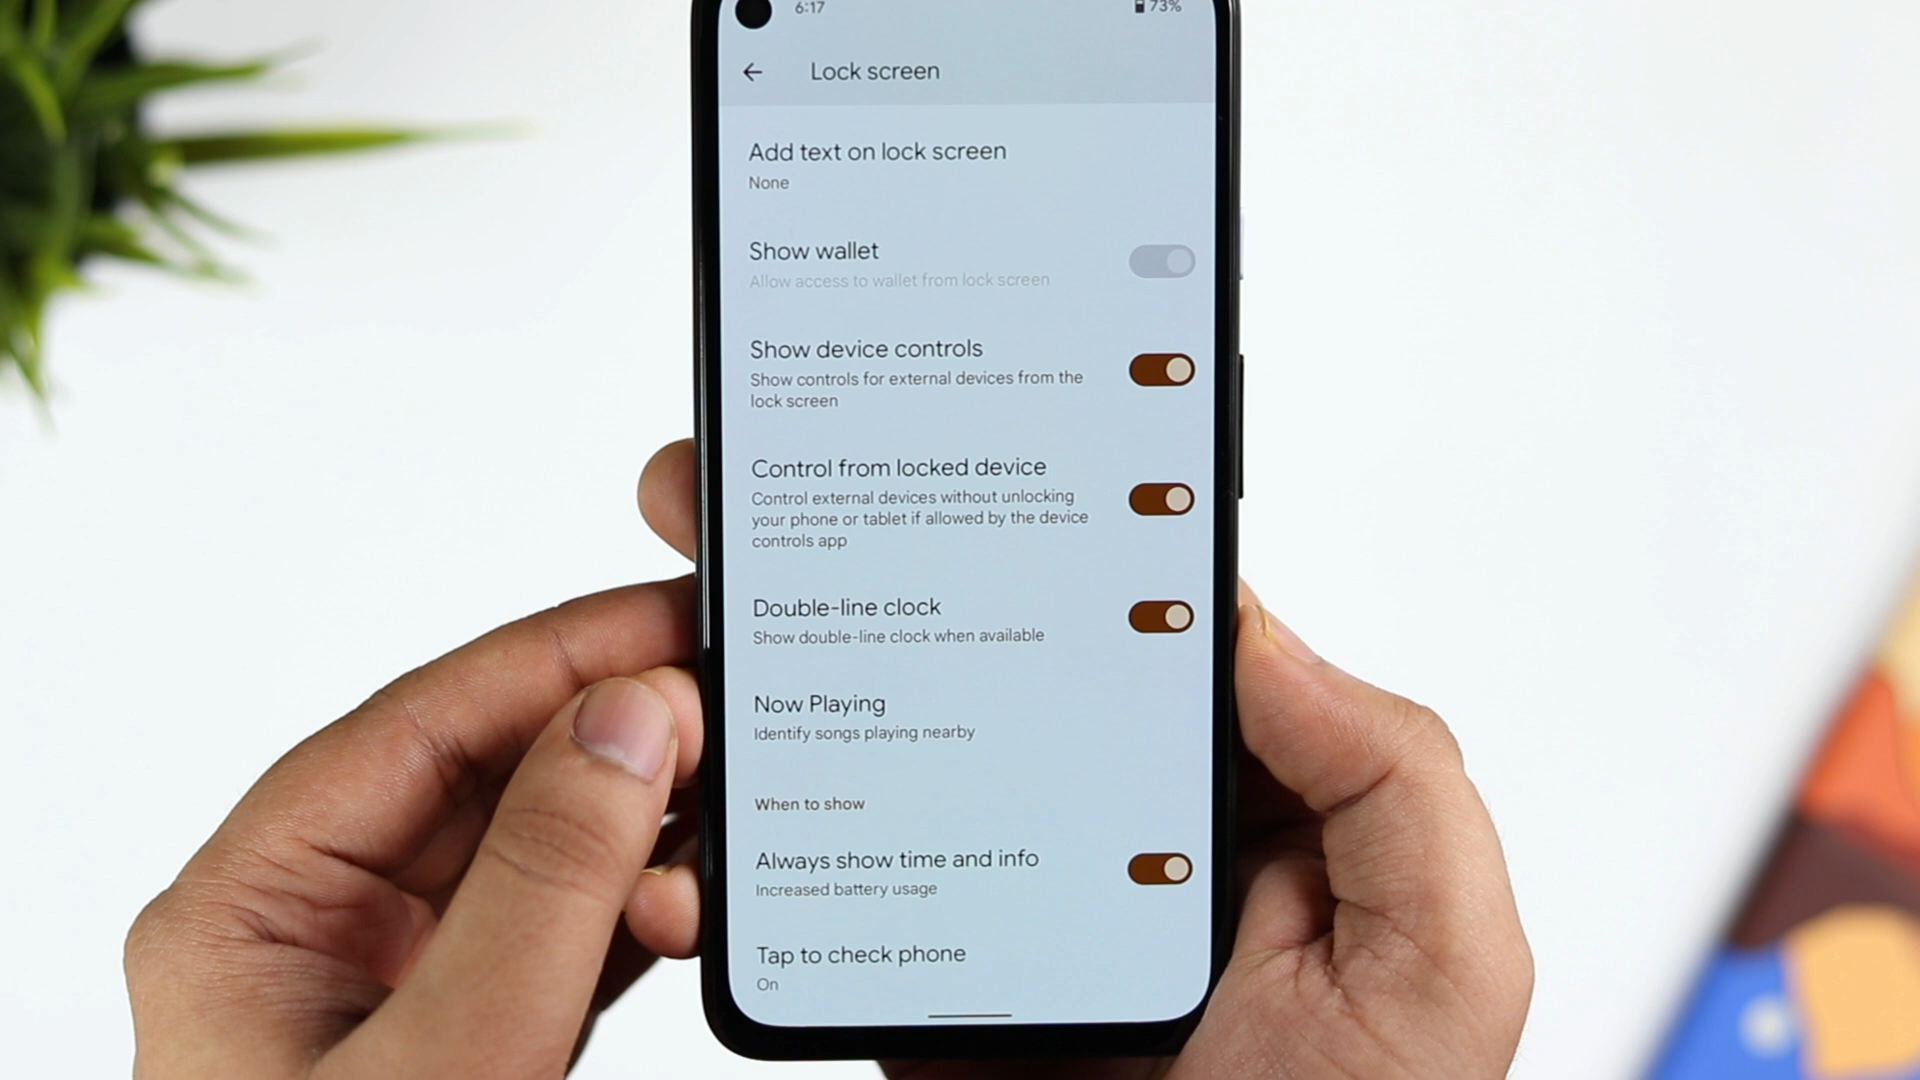 6:17
73%
Lock screen
Add text on lock screen
None
Show wallet
Allow access to wallet from lock screen
Show device controls
Show controls for external devices from the
lock screen
Control from locked device
Control external devices without unlocking
your phone or tablet if allowed by the device
controls app
Double-line clock
Show double-line clock when available
Now Playing
Identify songs playing nearby
When to show
Always show time and info
Increased battery usage
Tap to check phone
On